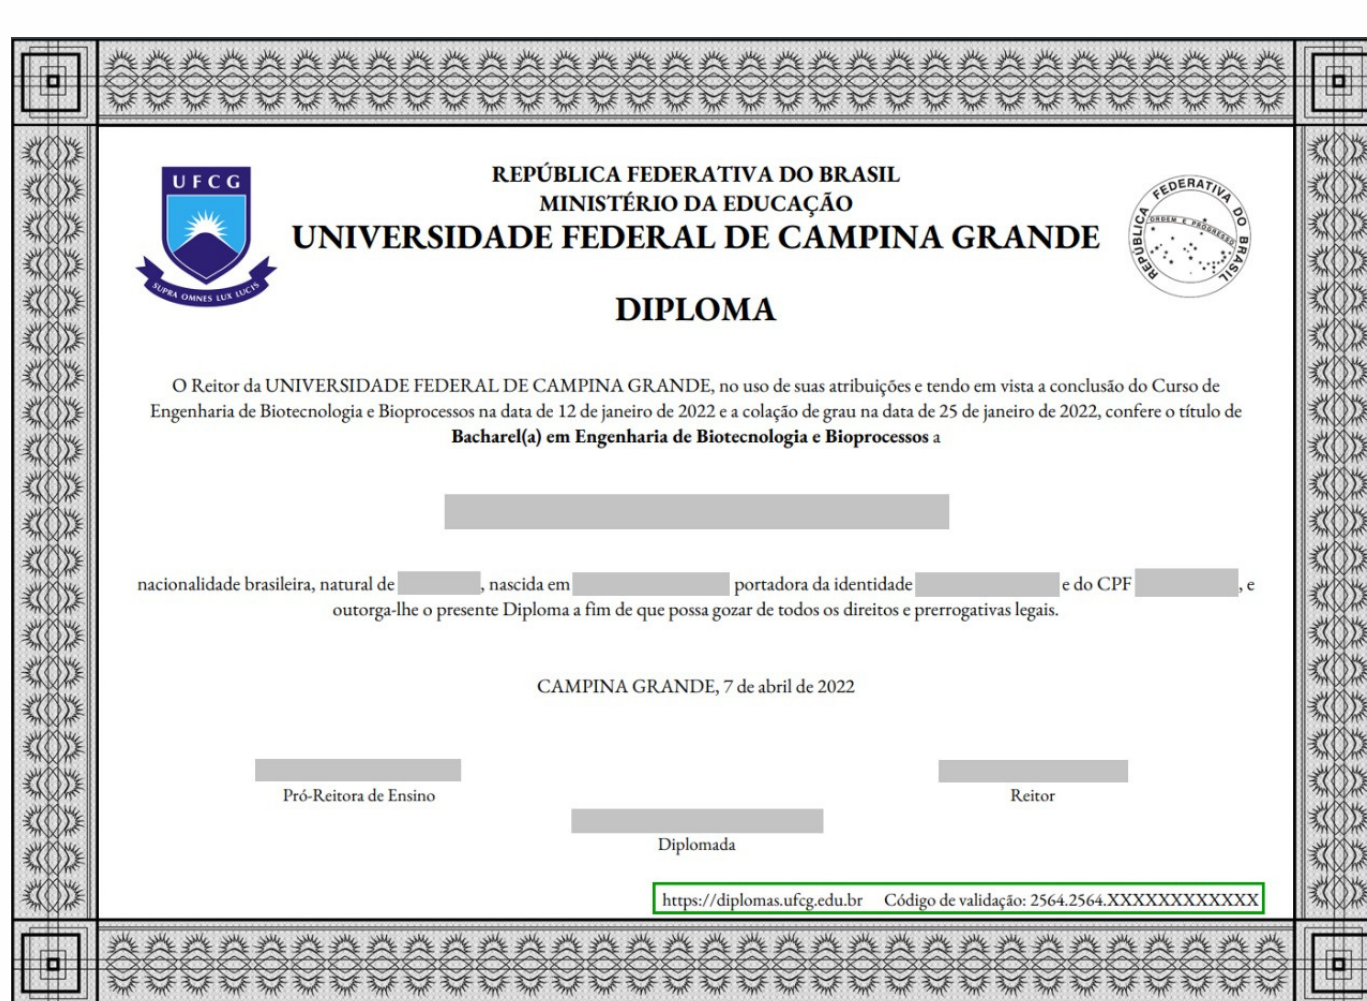 UFCG
SUPRA OMNES LUX LUCIS
REPÚBLICA FEDERATIVA DO BRASIL
MINISTÉRIO DA EDUCAÇÃO
UNIVERSIDADE FEDERAL DE CAMPINA GRANDE
REPÚBLICA FEDERATIVA DO BRASIL
ORDEM E PROGRESSO
DIPLOMA
O Reitor da UNIVERSIDADE FEDERAL DE CAMPINA GRANDE, no uso de suas atribuições e tendo em vista a conclusão do Curso de
Engenharia de Biotecnologia e Bioprocessos na data de 12 de janeiro de 2022 e a colação de grau na data de 25 de janeiro de 2022, confere o título de
Bacharel(a) em Engenharia de Biotecnologia e Bioprocessos a
nacionalidade brasileira, natural de , nascida em portadora da identidade e do CPF , e
outorga-lhe o presente Diploma a fim de que possa gozar de todos os direitos e prerrogativas legais.
CAMPINA GRANDE, 7 de abril de 2022
Pró-Reitora de Ensino
Reitor
Diplomada
https://diplomas.ufcg.edu.br Código de validação: 2564.2564.XXXXXXXXXXXX